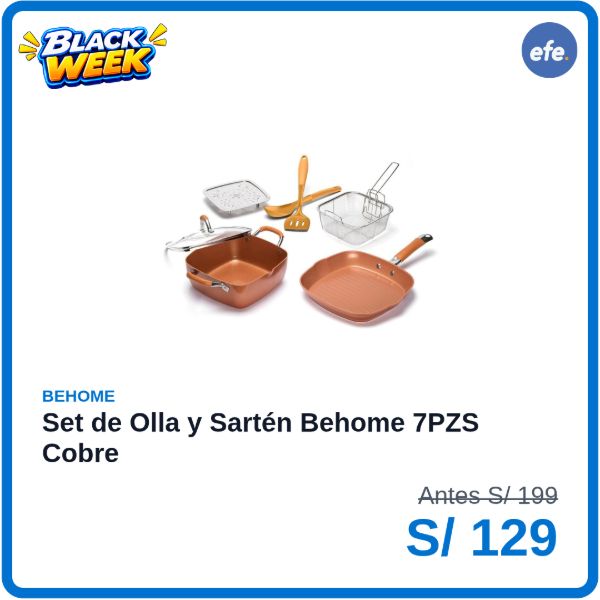 BLACK
WEEK
efe.
BEHOME
Set de Olla y Sartén Behome 7PZS
Cobre
Antes S/ 199
S/ 129